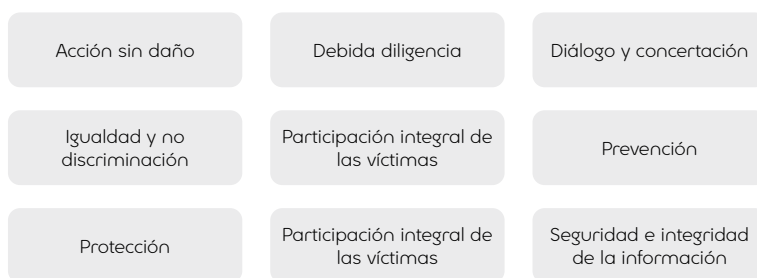 Acción sin daño
Debida diligencia
Diálogo y concertación
Igualdad y no
discriminación
Participación integral de
las víctimas
Prevención
Protección
Participación integral de
las víctimas
Seguridad e integridad
de la información